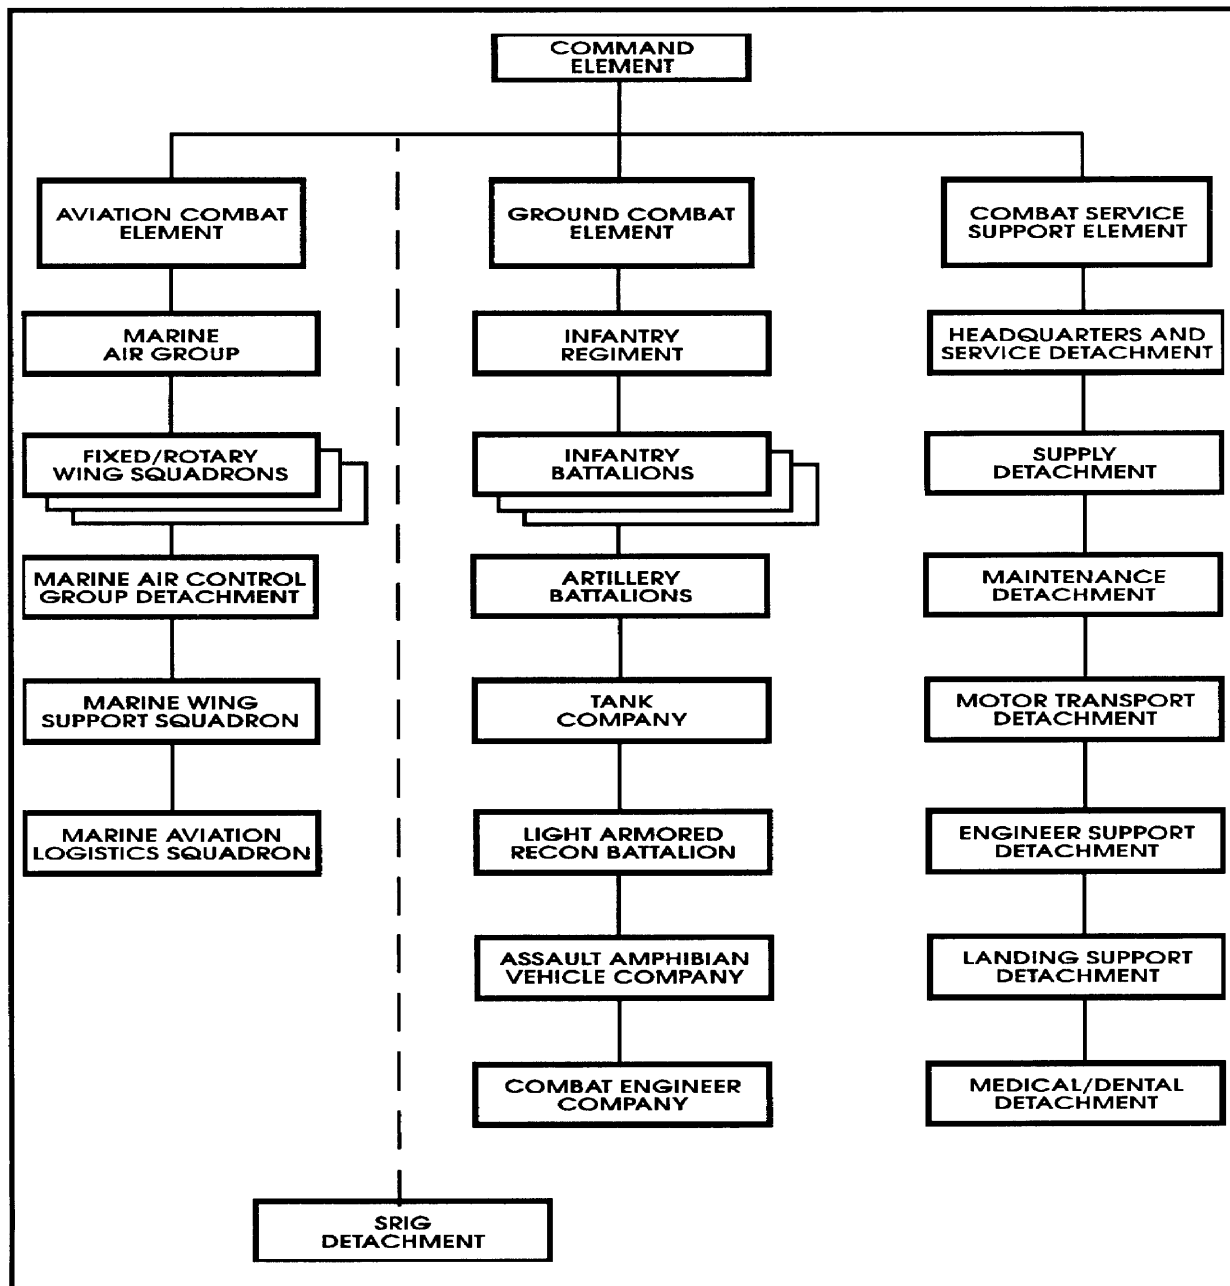 COMMAND
ELEMENT
AVIATION COMBAT
ELEMENT
MARINE
AIR GROUP
FIXED/ROTARY
WING SQUADRONS
MARINE AIR CONTROL
GROUP DETACHMENT
MARINE WING
SUPPORT SQUADRON
MARINE AVIATION
LOGISTICS SQUADRON
GROUND COMBAT
ELEMENT
INFANTRY
REGIMENT
INFANTRY
BATTALIONS
ARTILLERY
BATTALIONS
TANK
COMPANY
LIGHT ARMORED
RECON BATTALION
ASSAULT AMPHIBIAN
VEHICLE COMPANY
COMBAT ENGINEER
COMPANY
COMBAT SERVICE
SUPPORT ELEMENT
HEADQUARTERS AND
SERVICE DETACHMENT
SUPPLY
DETACHMENT
MAINTENANCE
DETACHMENT
MOTOR TRANSPORT
DETACHMENT
ENGINEER SUPPORT
DETACHMENT
LANDING SUPPORT
DETACHMENT
MEDICAL/DENTAL
DETACHMENT
SRIG
DETACHMENT